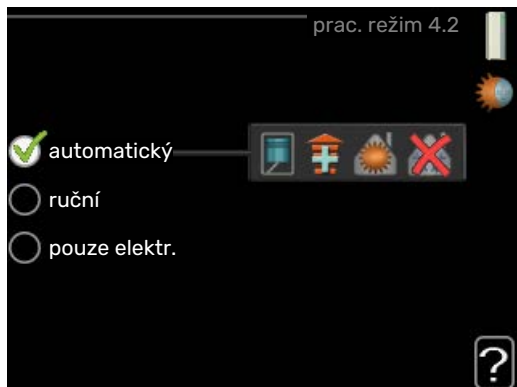 prac. režim 4.2
automatický
ruční
pouze elektr.
?